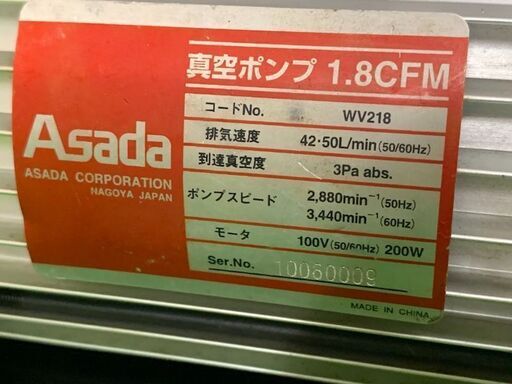 Asada
ASADA CORPORATION
NAGOYA JAPAN
真空ポンプ 1.8CFM
コードNo. WV218
排気速度 42・50L/min(50/60Hz)
到達真空度 3Pa abs.
ポンプスピード 2,880min⁻¹(50Hz)
3,440min⁻¹(60Hz)
モータ 100V(50/60Hz) 200W
Ser.No. 10060009
MADE IN CHINA